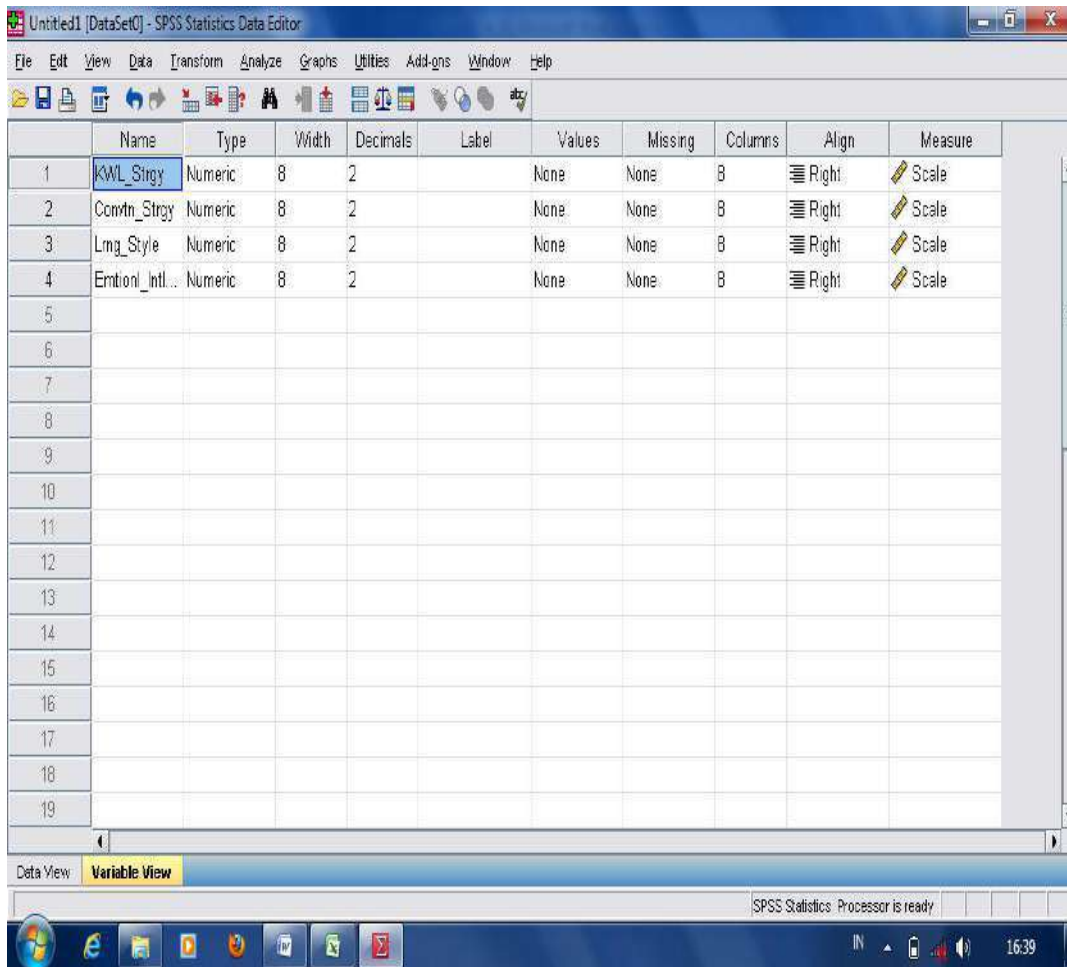 Untitled1 [DataSet0] - SPSS Statistics Data Editor
File Edit View Data Transform Analyze Graphs Utilities Add-ons Window Help
Name Type Width Decimals Label Values Missing Columns Align Measure
1 KWL_Strgy Numeric 8 2 None None 8 Right Scale
2 Convtn_Strgy Numeric 8 2 None None 8 Right Scale
3 Lrng_Style Numeric 8 2 None None 8 Right Scale
4 Emtionl_Intl... Numeric 8 2 None None 8 Right Scale
5
6
7
8
9
10
11
12
13
14
15
16
17
18
19
Data View Variable View
SPSS Statistics Processor is ready
IN 16:39